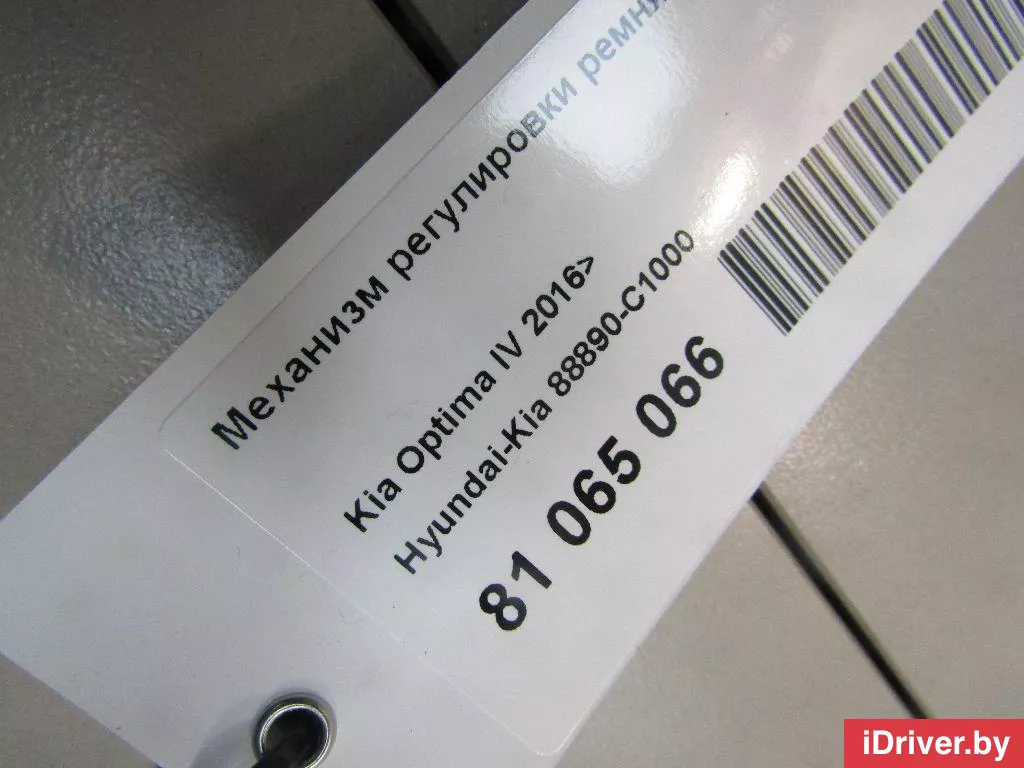 Механизм регулировки ремня
Kia Optima IV 2016>
Hyundai-Kia 88890-C1000
81 065 066
iDriver.by